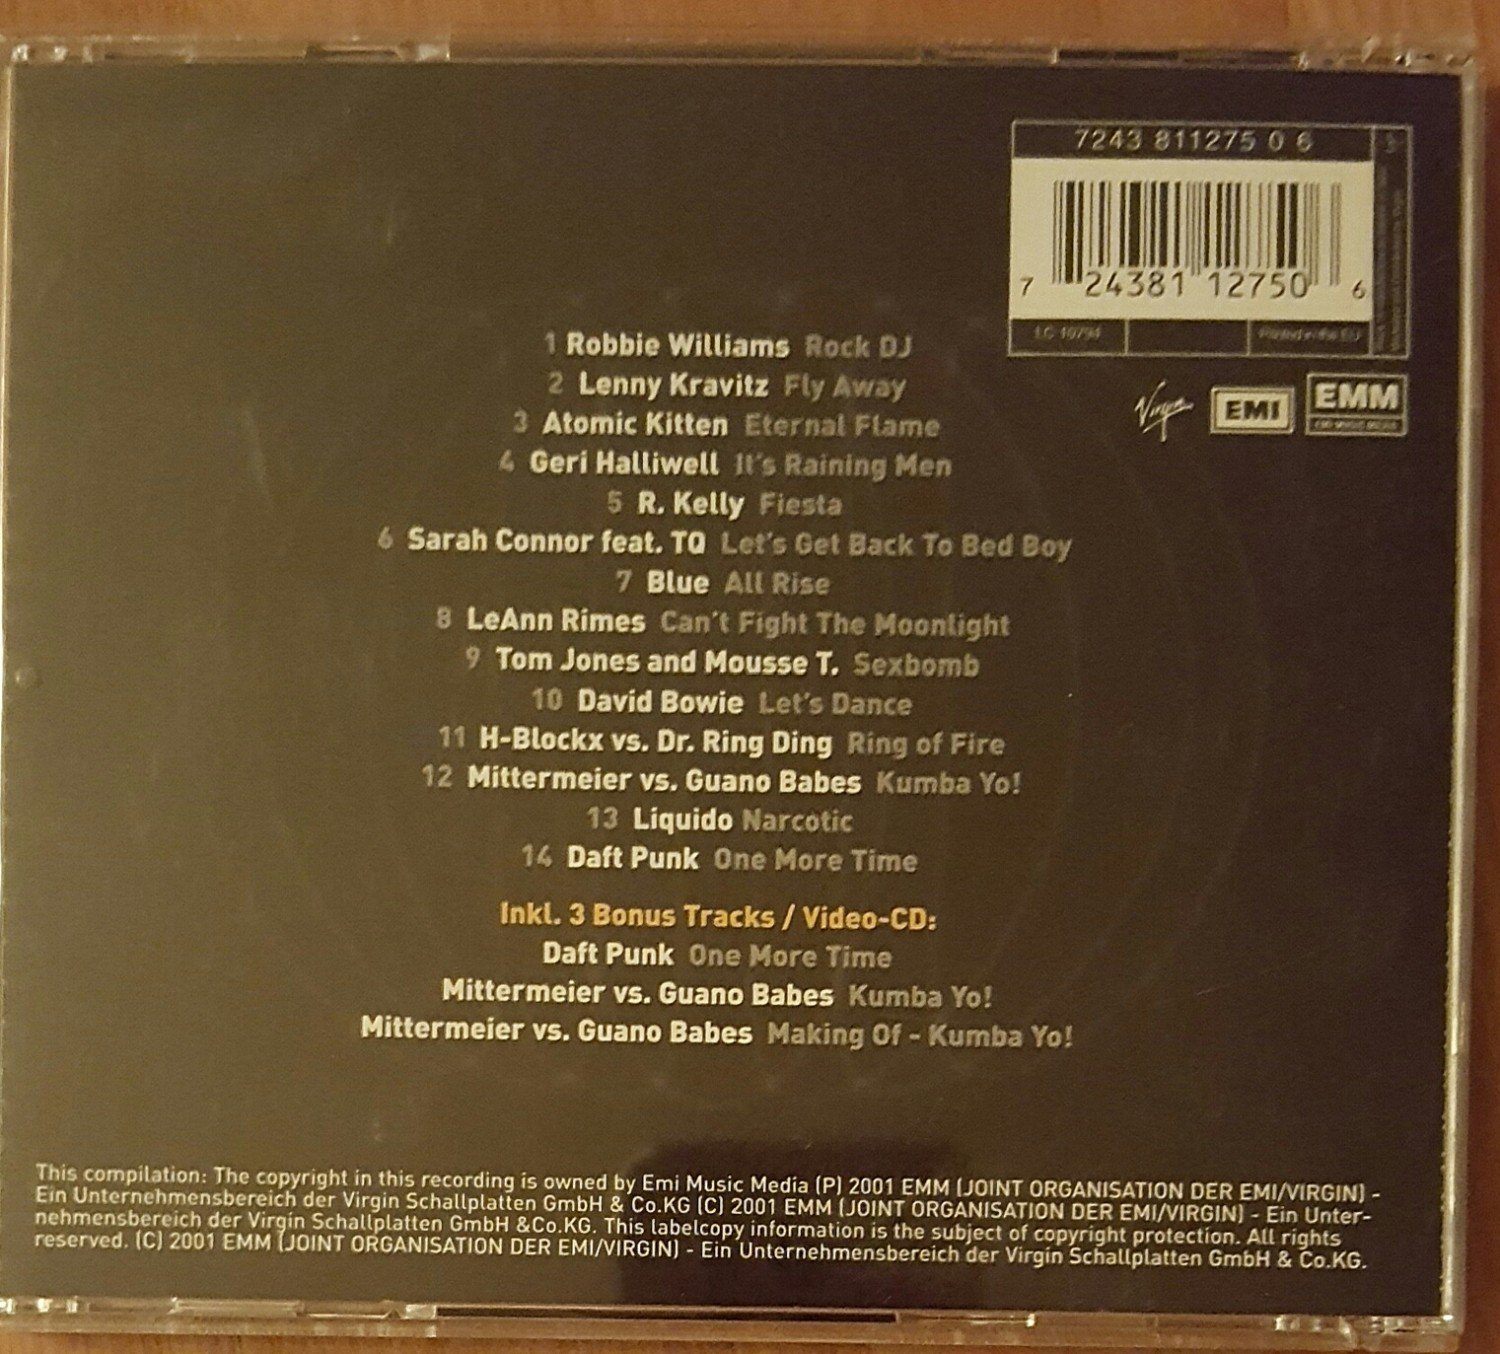 7243 811275 0 6
7 24381 12750 6
LC 10794
Printed in the EU
Virgin
EMI
EMM
EMI MUSIC MEDIA
1 Robbie Williams Rock DJ
2 Lenny Kravitz Fly Away
3 Atomic Kitten Eternal Flame
4 Geri Halliwell It's Raining Men
5 R. Kelly Fiesta
6 Sarah Connor feat. TQ Let's Get Back To Bed Boy
7 Blue All Rise
8 LeAnn Rimes Can't Fight The Moonlight
9 Tom Jones and Mousse T. Sexbomb
10 David Bowie Let's Dance
11 H-Blockx vs. Dr. Ring Ding Ring of Fire
12 Mittermeier vs. Guano Babes Kumba Yo!
13 Liquido Narcotic
14 Daft Punk One More Time
Inkl. 3 Bonus Tracks / Video-CD:
Daft Punk One More Time
Mittermeier vs. Guano Babes Kumba Yo!
Mittermeier vs. Guano Babes Making Of - Kumba Yo!
This compilation: The copyright in this recording is owned by Emi Music Media (P) 2001 EMM (JOINT ORGANISATION DER EMI/VIRGIN) -
Ein Unternehmensbereich der Virgin Schallplatten GmbH & Co.KG (C) 2001 EMM (JOINT ORGANISATION DER EMI/VIRGIN) - Ein Unter-
nehmensbereich der Virgin Schallplatten GmbH &Co.KG. This labelcopy information is the subject of copyright protection. All rights
reserved. (C) 2001 EMM (JOINT ORGANISATION DER EMI/VIRGIN) - Ein Unternehmensbereich der Virgin Schallplatten GmbH & Co.KG.